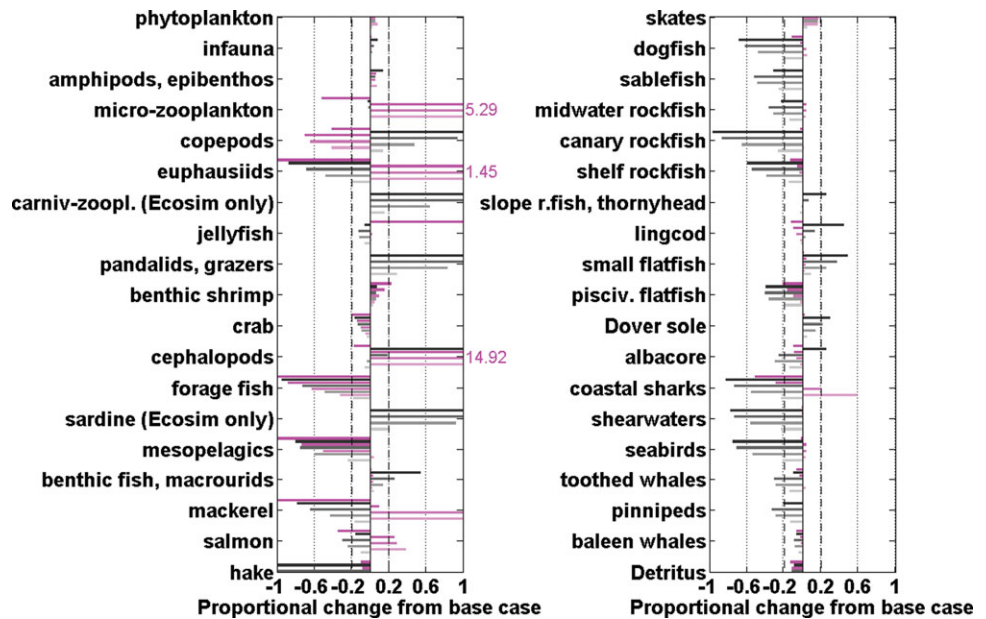 phytoplankton
infauna
amphipods, epibenthos
micro-zooplankton
5.29
copepods
euphausiids
1.45
carniv-zoopl. (Ecosim only)
jellyfish
pandalids, grazers
benthic shrimp
crab
cephalopods
14.92
forage fish
sardine (Ecosim only)
mesopelagics
benthic fish, macrourids
mackerel
salmon
hake
-1 -0.6 -0.2 0.2 0.6 1
Proportional change from base case
skates
dogfish
sablefish
midwater rockfish
canary rockfish
shelf rockfish
slope r.fish, thornyhead
lingcod
small flatfish
pisciv. flatfish
Dover sole
albacore
coastal sharks
shearwaters
seabirds
toothed whales
pinnipeds
baleen whales
Detritus
-1 -0.6 -0.2 0.2 0.6 1
Proportional change from base case